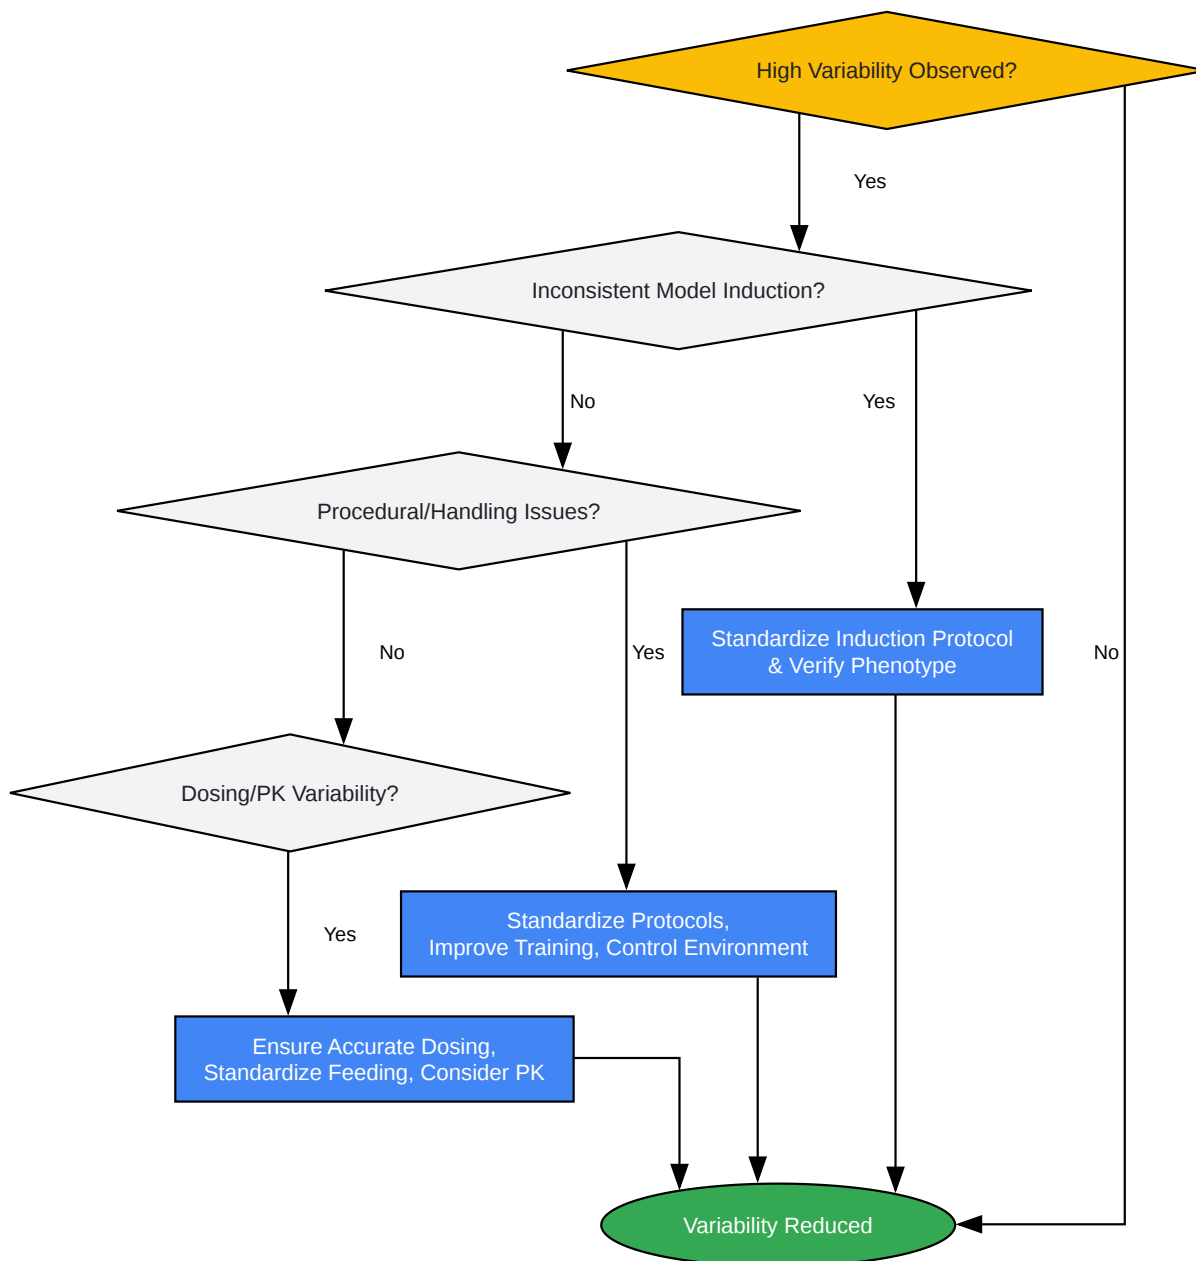 High Variability Observed?
Yes
Inconsistent Model Induction?
No
Yes
Procedural/Handling Issues?
No
Yes
Standardize Induction Protocol
& Verify Phenotype
No
Dosing/PK Variability?
Yes
Standardize Protocols,
Improve Training, Control Environment
Ensure Accurate Dosing,
Standardize Feeding, Consider PK
Variability Reduced